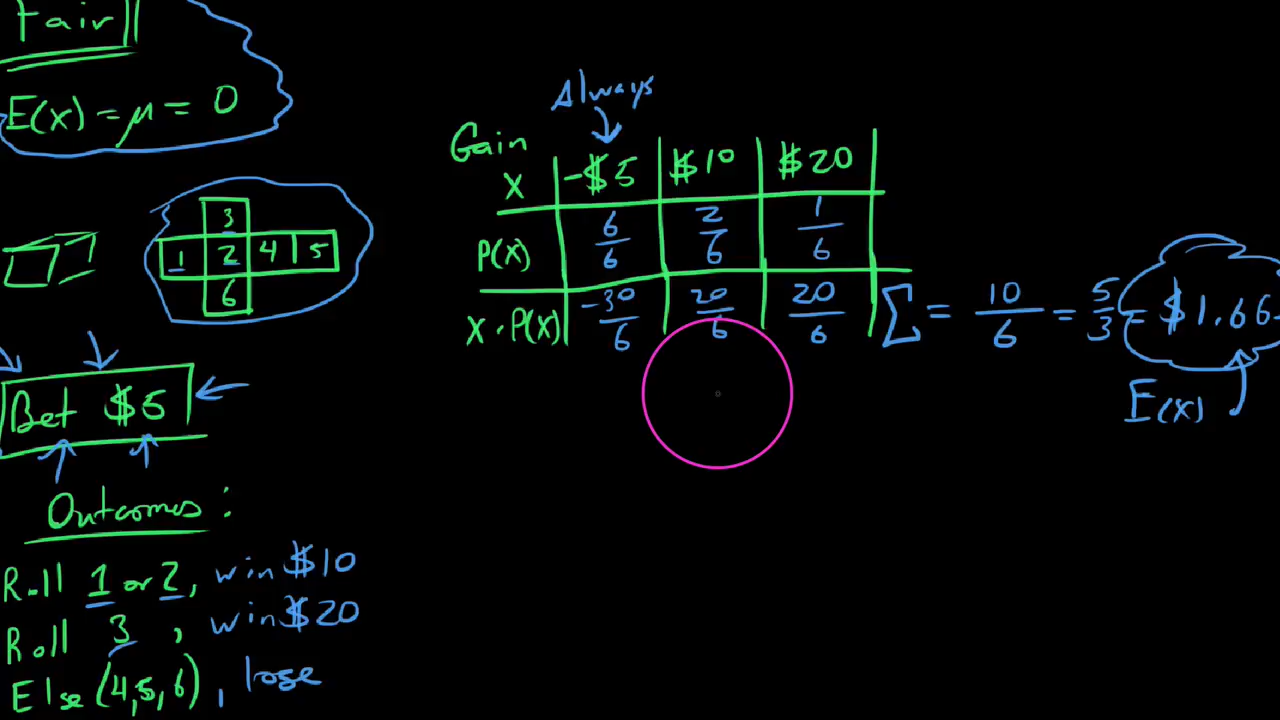 Fair
E(x) = μ = 0
3
1 2 4 5
6
Bet $5
Outcomes:
Roll 1 or 2, win $10
Roll 3, win $20
Else (4,5,6), lose
Always
Gain
X -$5 $10 $20
P(X) 6/6 2/6 1/6
X · P(X) -30/6 20/6 20/6 Σ = 10/6 = 5/3 = $1.66
E(x)